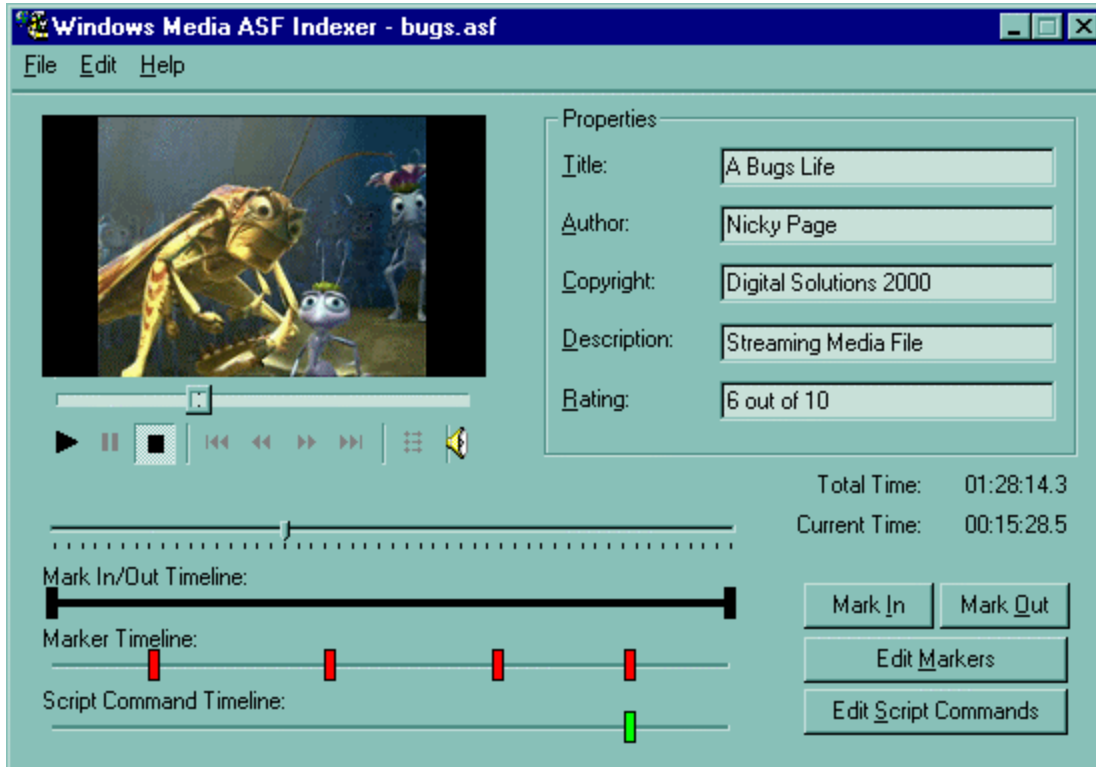 Windows Media ASF Indexer - bugs.asf
File Edit Help
Properties
Title: A Bugs Life
Author: Nicky Page
Copyright: Digital Solutions 2000
Description: Streaming Media File
Rating: 6 out of 10
Total Time: 01:28:14.3
Current Time: 00:15:28.5
Mark In/Out Timeline:
Mark In Mark Out
Marker Timeline:
Edit Markers
Script Command Timeline:
Edit Script Commands